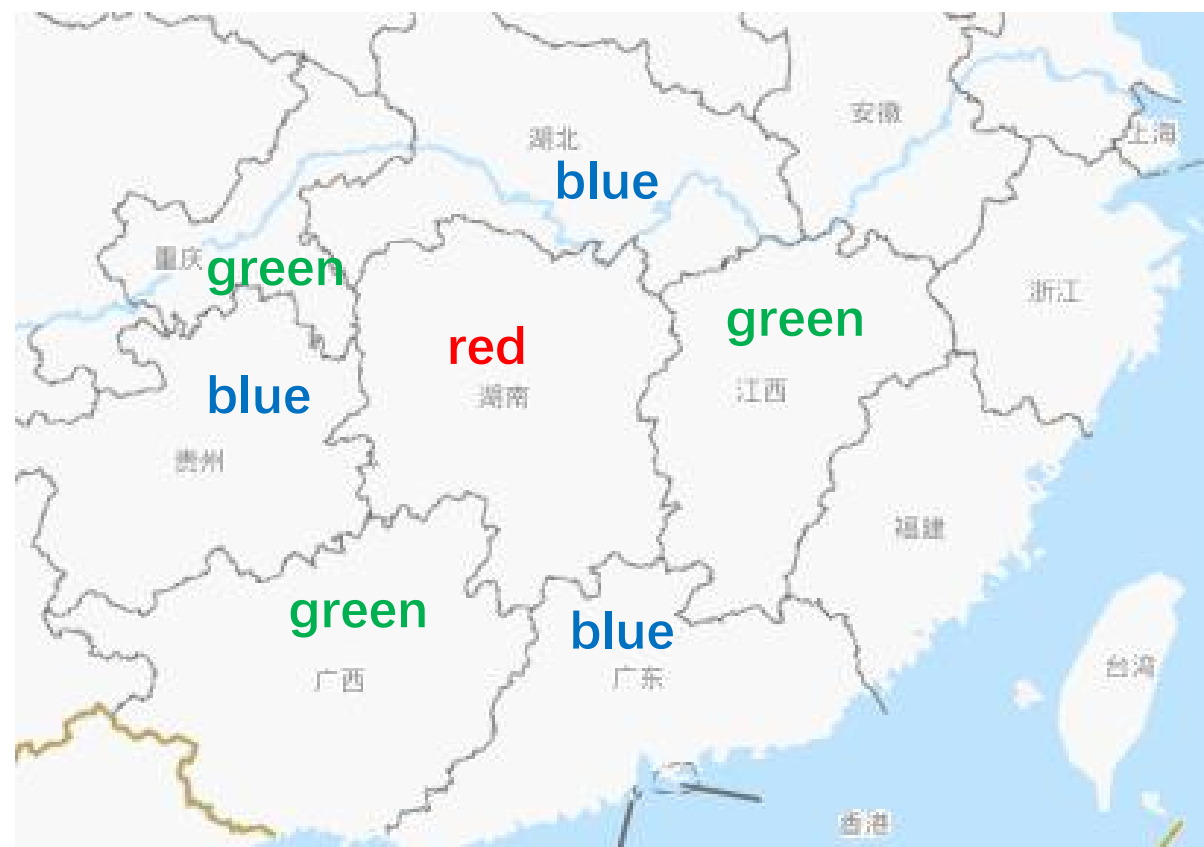 安徽
湖北
上海
blue
重庆
green
浙江
green
red
江西
blue
湖南
贵州
福建
green
blue
广西
广东
台湾
香港